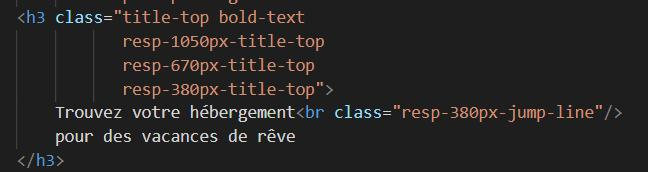 <h3 class="title-top bold-text
resp-1050px-title-top
resp-670px-title-top
resp-380px-title-top">
Trouvez votre hébergement<br class="resp-380px-jump-line"/>
pour des vacances de rêve
</h3>